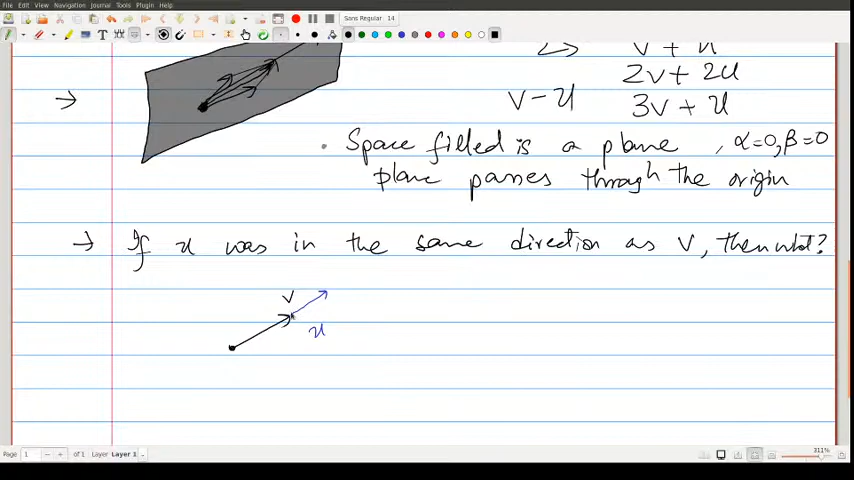 File Edit View Navigation Journal Tools Plugin Help
Sans Regular 14
v + u
2v + 2u
v - u
3v + u
Space filled is a plane , α=0, β=0
plane passes through the origin
If u was in the same direction as v, then what?
v
u
Page 1 of 1 Layer Layer 1
311%